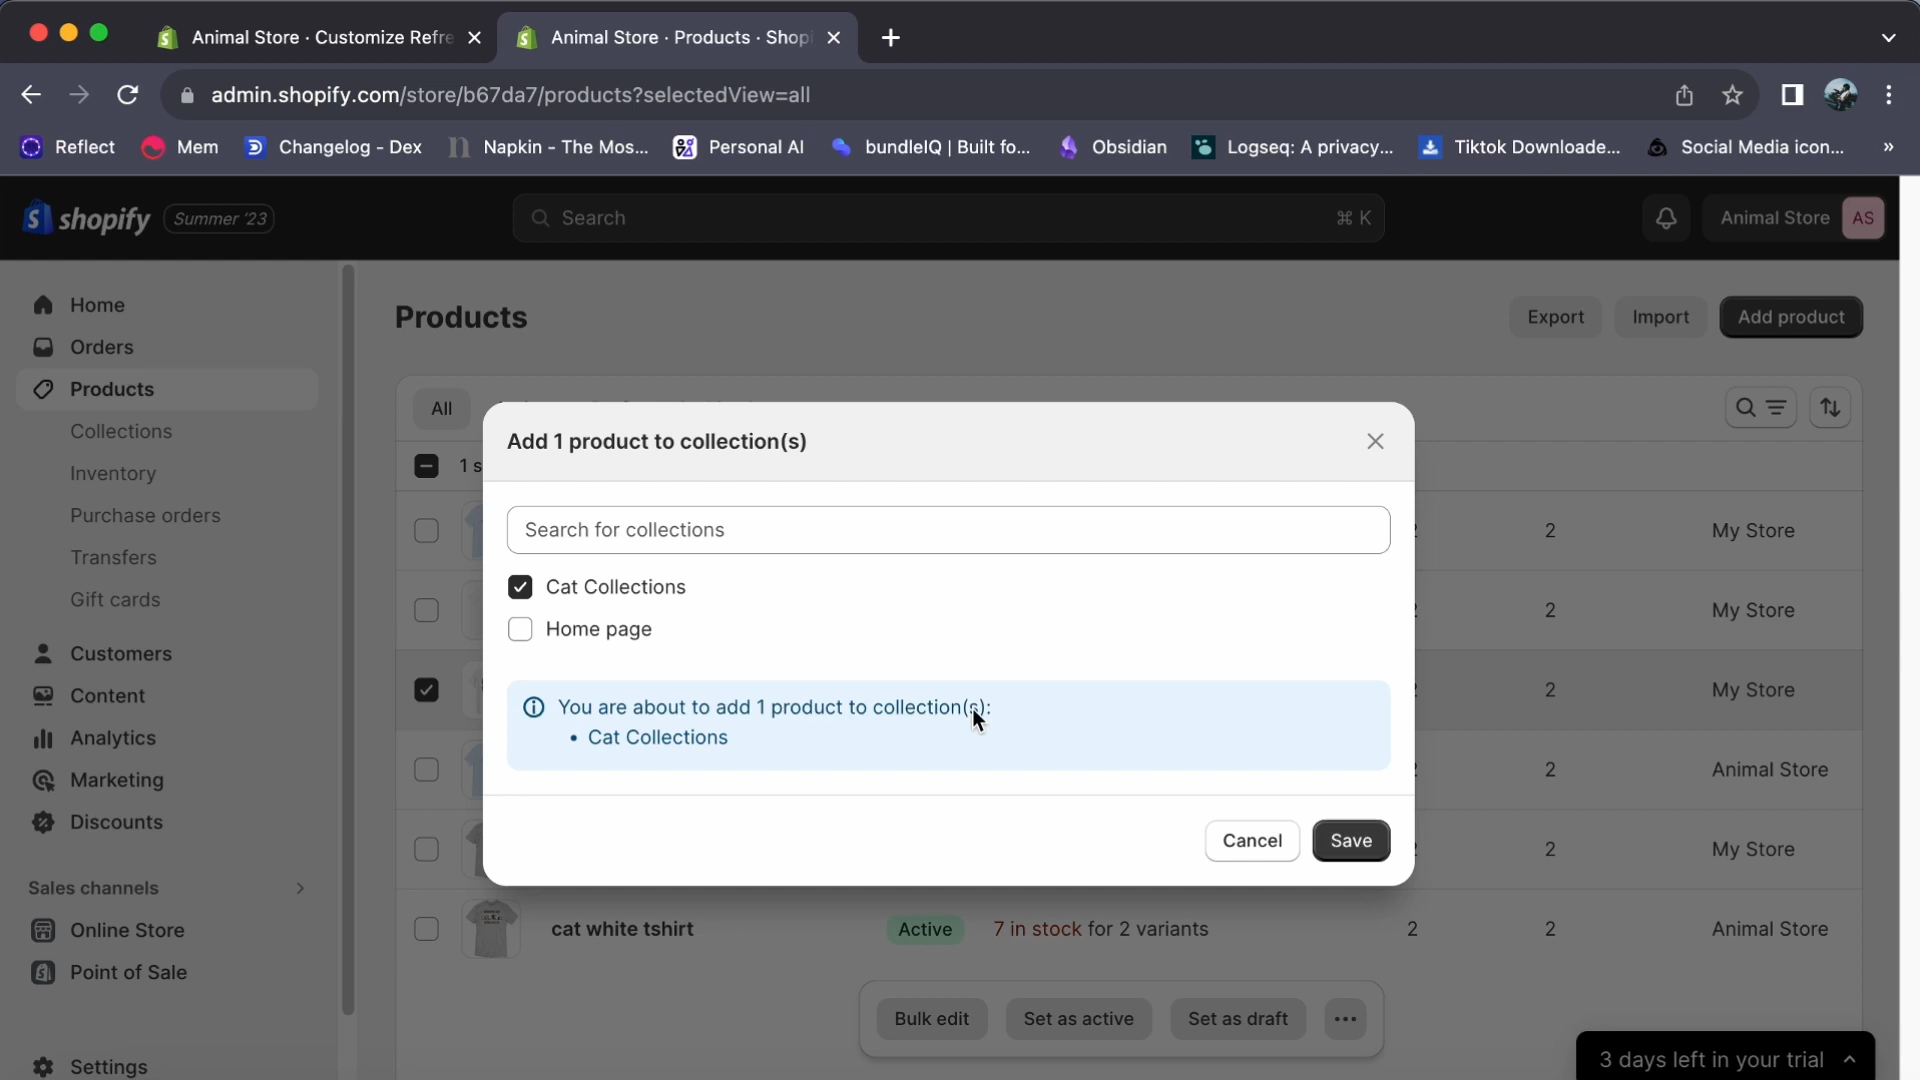 Animal Store · Customize Refre
Animal Store · Products · Shopi
admin.shopify.com/store/b67da7/products?selectedView=all
Reflect
Mem
Changelog - Dex
Napkin - The Mos...
Personal AI
bundleIQ | Built fo...
Obsidian
Logseq: A privacy...
Tiktok Downloade...
Social Media icon...
»
shopify
Summer '23
Search
⌘ K
Animal Store
AS
Home
Orders
Products
Collections
Inventory
Purchase orders
Transfers
Gift cards
Customers
Content
Analytics
Marketing
Discounts
Sales channels
Online Store
Point of Sale
Settings
Products
Export
Import
Add product
All
1 s
Add 1 product to collection(s)
Search for collections
Cat Collections
Home page
You are about to add 1 product to collection(s):
• Cat Collections
Cancel
Save
2 My Store
2 My Store
2 My Store
2 Animal Store
2 My Store
cat white tshirt Active 7 in stock for 2 variants 2 2 Animal Store
Bulk edit
Set as active
Set as draft
3 days left in your trial